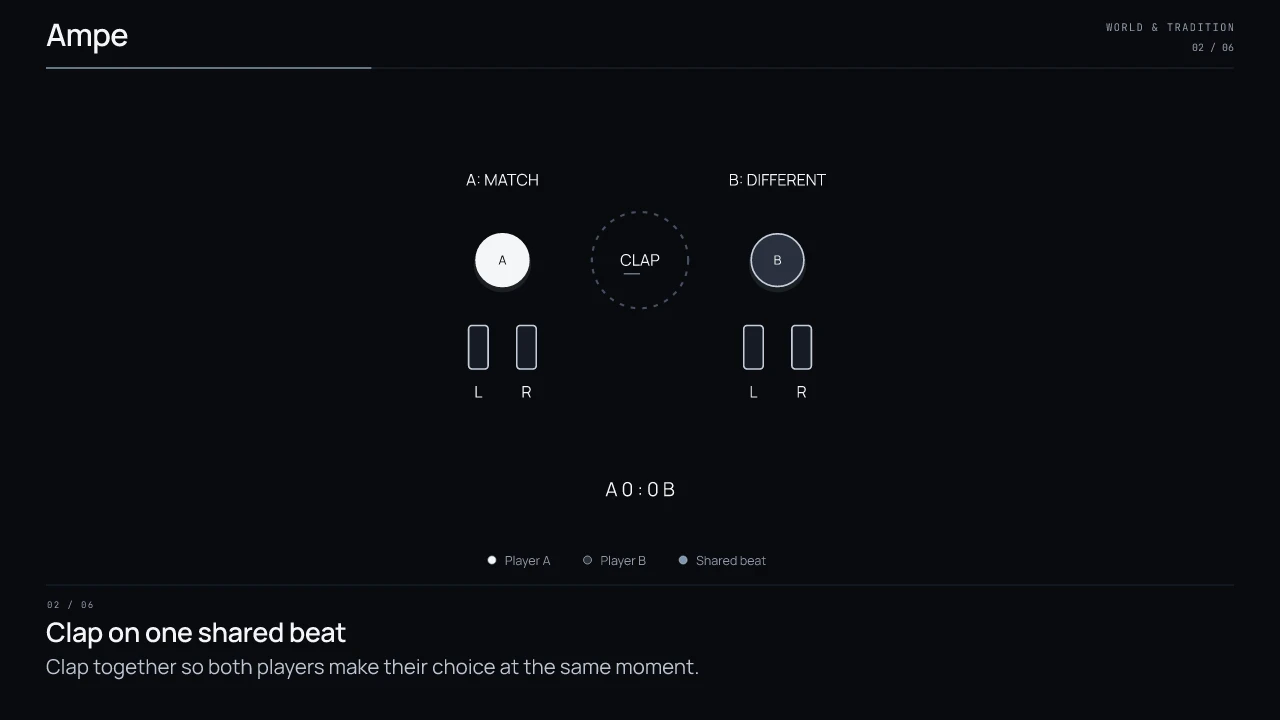 Ampe
WORLD & TRADITION
02 / 06
A: MATCH
B: DIFFERENT
A
CLAP
B
L
R
L
R
A 0 : 0 B
Player A
Player B
Shared beat
02 / 06
Clap on one shared beat
Clap together so both players make their choice at the same moment.